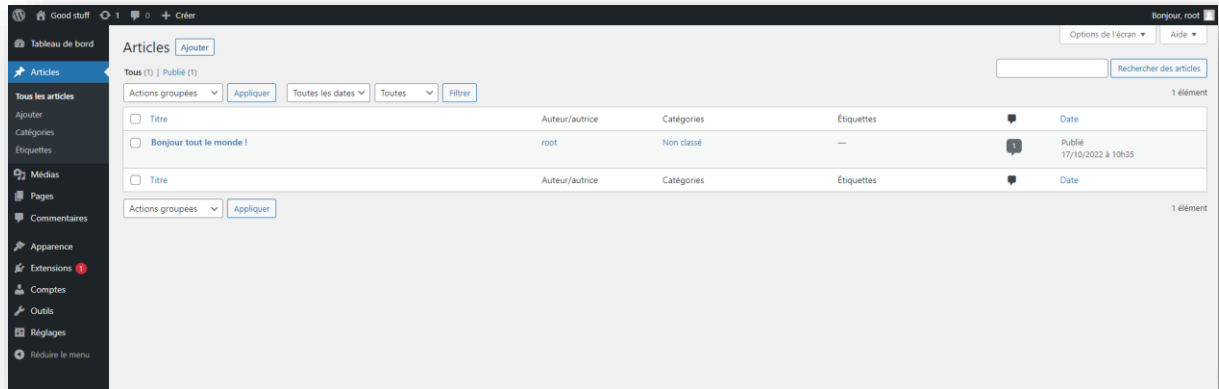 Good stuff 1 0 + Créer Bonjour, root
Options de l'écran ▼ Aide ▼
Tableau de bord
Articles
Tous les articles
Ajouter
Catégories
Étiquettes
Médias
Pages
Commentaires
Apparence
Extensions 1
Comptes
Outils
Réglages
Réduire le menu
Articles Ajouter
Tous (1) | Publié (1)
Rechercher des articles
Actions groupées Appliquer Toutes les dates Toutes Filtrer 1 élément
Titre Auteur/autrice Catégories Étiquettes Date
Bonjour tout le monde ! root Non classé — 1 Publié
17/10/2022 à 10h35
Titre Auteur/autrice Catégories Étiquettes Date
Actions groupées Appliquer 1 élément